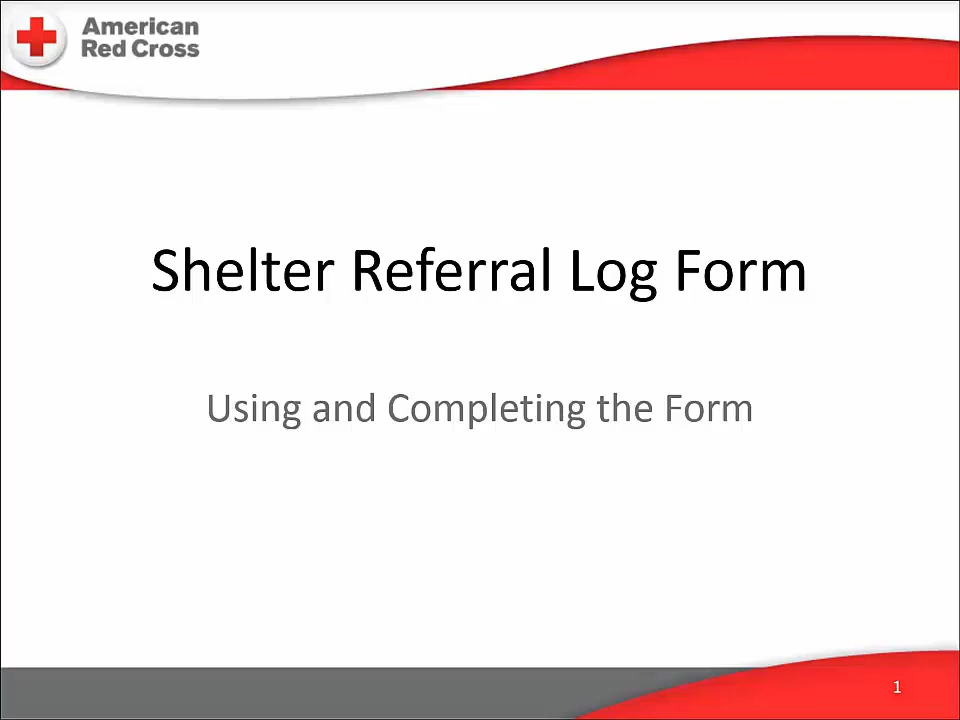 American
Red Cross
Shelter Referral Log Form
Using and Completing the Form
1